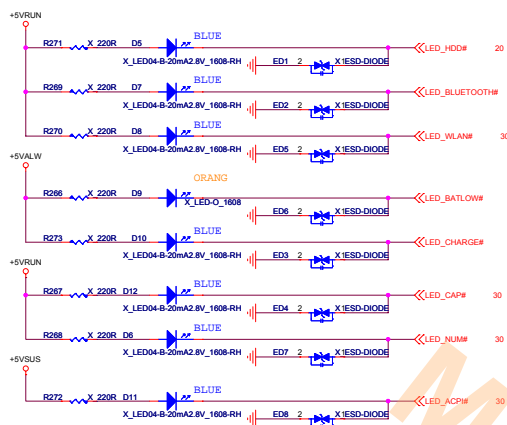 +5VRUN
BLUE
R271 X_220R D5 LED_HDD# 20
X_LED04-B-20mA2.8V_1608-RH ED1 2 X1ESD-DIODE
BLUE
R269 X_220R D7 LED_BLUETOOTH#
X_LED04-B-20mA2.8V_1608-RH ED2 2 X1ESD-DIODE
BLUE
R270 X_220R D8 LED_WLAN# 30
X_LED04-B-20mA2.8V_1608-RH ED5 2 X1ESD-DIODE
+5VALW
ORANG
R266 X_220R D9 LED_BATLOW#
X_LED-O_1608
ED6 2 X1ESD-DIODE
R273 X_220R D10 LED_CHARGE#
X_LED04-B-20mA2.8V_1608-RH ED3 2 X1ESD-DIODE
+5VRUN
BLUE
R267 X_220R D12 LED_CAP# 30
X_LED04-B-20mA2.8V_1608-RH ED4 2 X1ESD-DIODE
BLUE
R268 X_220R D6 LED_NUM# 30
X_LED04-B-20mA2.8V_1608-RH ED7 2 X1ESD-DIODE
+5VSUS
BLUE
R272 X_220R D11 LED_ACPI# 30
X_LED04-B-20mA2.8V_1608-RH ED8 2 X1ESD-DIODE